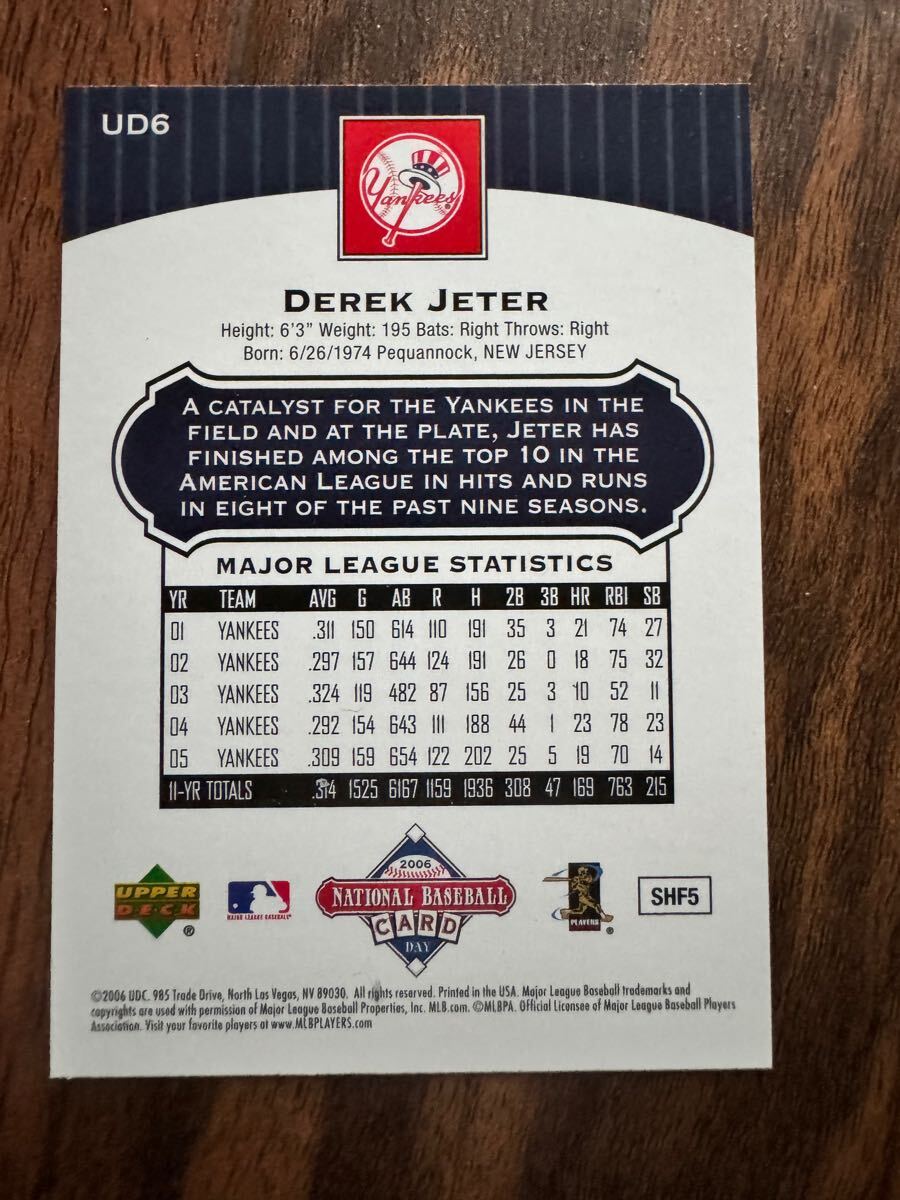 UD6
Yankees
DEREK JETER
Height: 6'3" Weight: 195 Bats: Right Throws: Right
Born: 6/26/1974 Pequannock, NEW JERSEY
A CATALYST FOR THE YANKEES IN THE
FIELD AND AT THE PLATE, JETER HAS
FINISHED AMONG THE TOP 10 IN THE
AMERICAN LEAGUE IN HITS AND RUNS
IN EIGHT OF THE PAST NINE SEASONS.
MAJOR LEAGUE STATISTICS
YR TEAM AVG G AB R H 2B 3B HR RBI SB
01 YANKEES .311 150 614 110 191 35 3 21 74 27
02 YANKEES .297 157 644 124 191 26 0 18 75 32
03 YANKEES .324 119 482 87 156 25 3 10 52 11
04 YANKEES .292 154 643 111 188 44 1 23 78 23
05 YANKEES .309 159 654 122 202 25 5 19 70 14
11-YR TOTALS .314 1525 6167 1159 1936 308 47 169 763 215
UPPER
DECK
®
MAJOR LEAGUE BASEBALL®
2006
NATIONAL BASEBALL
CARD
DAY
PLAYERS
®
SHF5
©2006 UDC. 985 Trade Drive, North Las Vegas, NV 89030. All rights reserved. Printed in the USA. Major League Baseball trademarks and
copyrights are used with permission of Major League Baseball Properties, Inc. MLB.com. ©MLBPA. Official Licensee of Major League Baseball Players
Association. Visit your favorite players at www.MLBPLAYERS.com